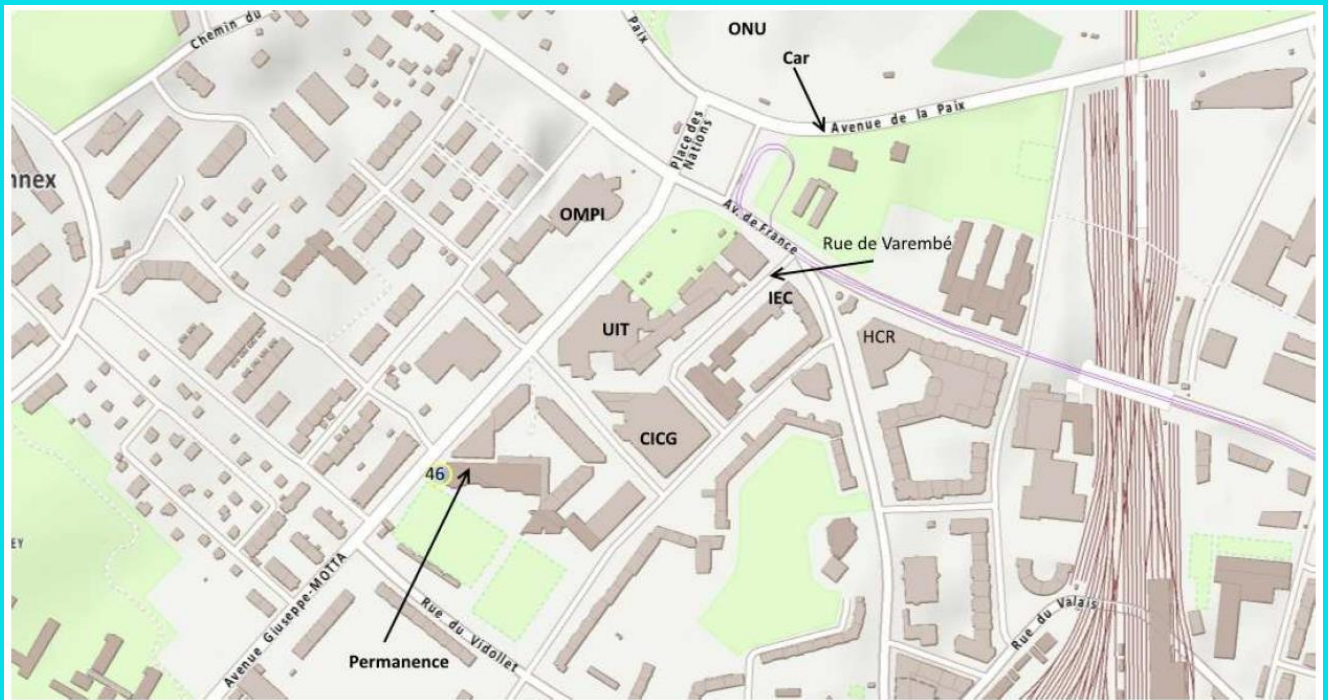 Chemin du
Paix
ONU
Car
Avenue de la Paix
Place des
Nations
nnex
OMPI
Av. de France
Rue de Varembé
IEC
UIT
HCR
CICG
46
EY
Avenue Giuseppe-MOTTA
Rue du Vidollet
Rue du Valais
Permanence